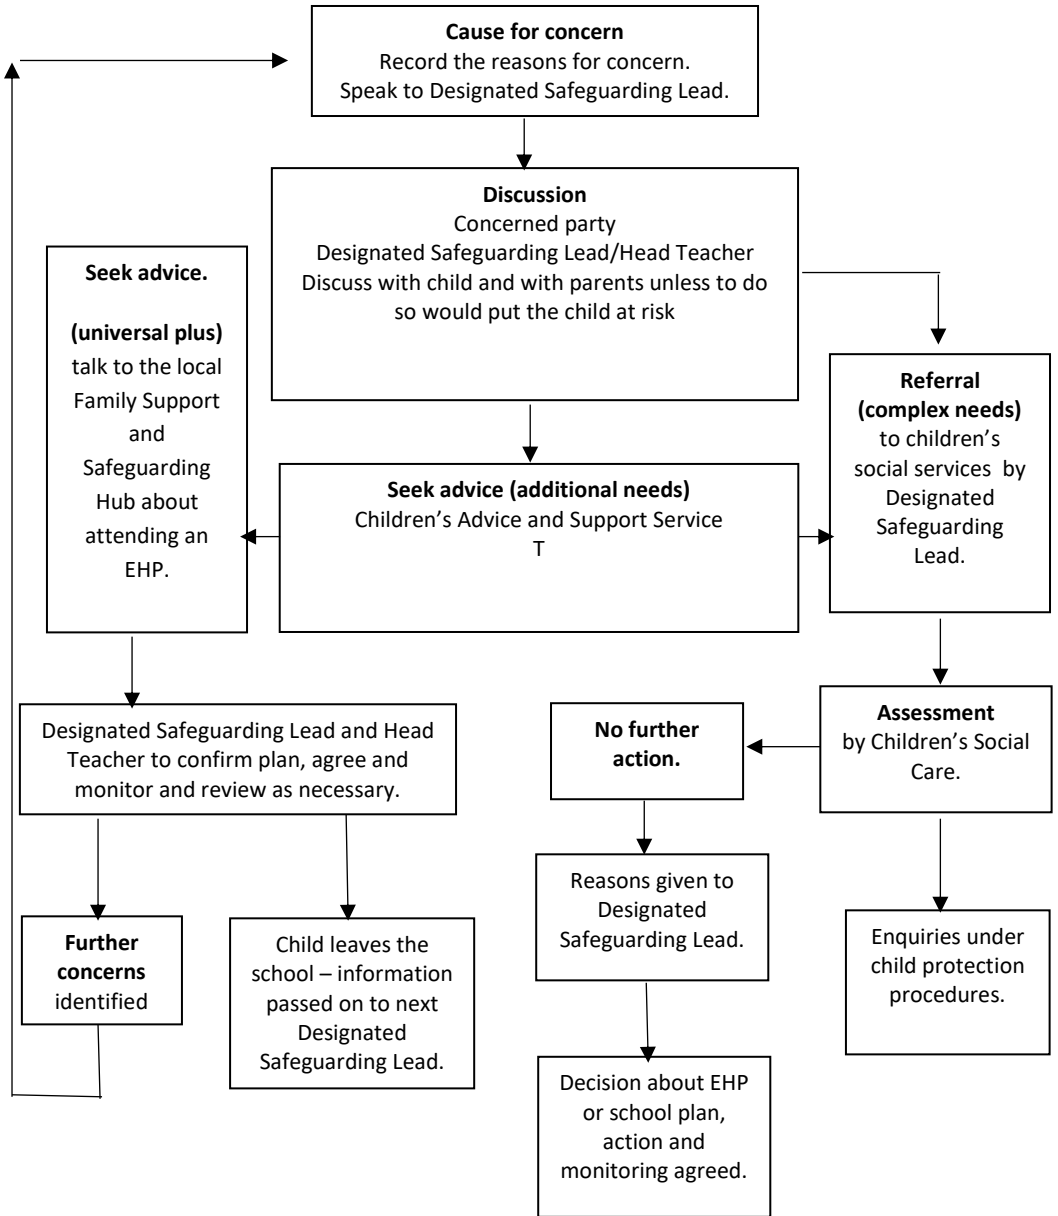 Cause for concern
Record the reasons for concern.
Speak to Designated Safeguarding Lead.
Discussion
Concerned party
Designated Safeguarding Lead/Head Teacher
Discuss with child and with parents unless to do
so would put the child at risk
Seek advice.
(universal plus)
talk to the local
Family Support
and
Safeguarding
Hub about
attending an
EHP.
Seek advice (additional needs)
Children’s Advice and Support Service
T
Referral
(complex needs)
to children’s
social services by
Designated
Safeguarding
Lead.
Designated Safeguarding Lead and Head
Teacher to confirm plan, agree and
monitor and review as necessary.
No further
action.
Assessment
by Children’s Social
Care.
Further
concerns
identified
Child leaves the
school – information
passed on to next
Designated
Safeguarding Lead.
Reasons given to
Designated
Safeguarding Lead.
Enquiries under
child protection
procedures.
Decision about EHP
or school plan,
action and
monitoring agreed.